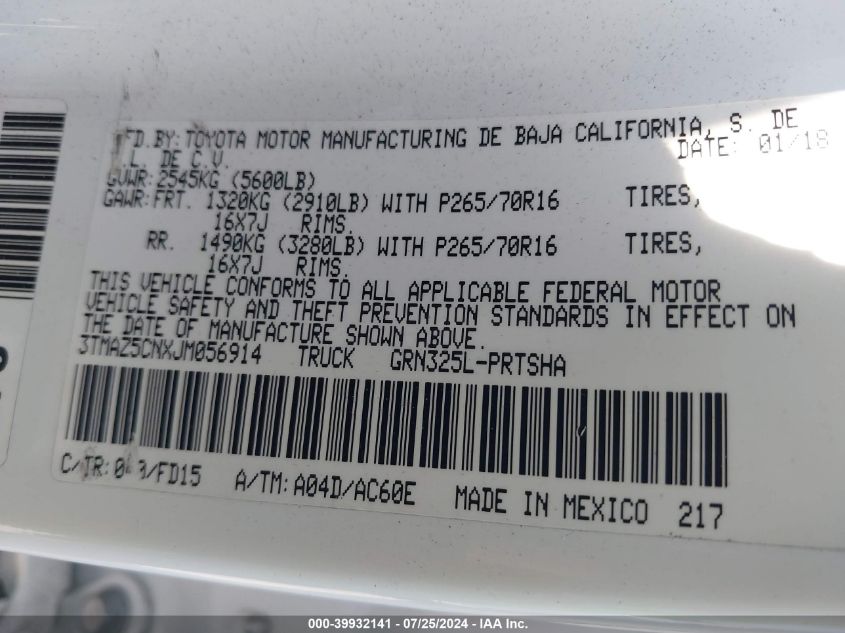 FD.BY: TOYOTA MOTOR MANUFACTURING DE BAJA CALIFORNIA, S. DE
L. DE C.V. DATE: 01/18
GVWR: 2545KG (5600LB)
GAWR: FRT. 1320KG (2910LB) WITH P265/70R16 TIRES,
16X7J RIMS.
RR. 1490KG (3280LB) WITH P265/70R16 TIRES,
16X7J RIMS.
THIS VEHICLE CONFORMS TO ALL APPLICABLE FEDERAL MOTOR
VEHICLE SAFETY AND THEFT PREVENTION STANDARDS IN EFFECT ON
THE DATE OF MANUFACTURE SHOWN ABOVE.
3TMAZ5CNXJM056914 TRUCK GRN325L-PRTSHA
C/TR: /FD15 A/TM: A04D/AC60E MADE IN MEXICO 217
000-39932141 - 07/25/2024 - IAA Inc.